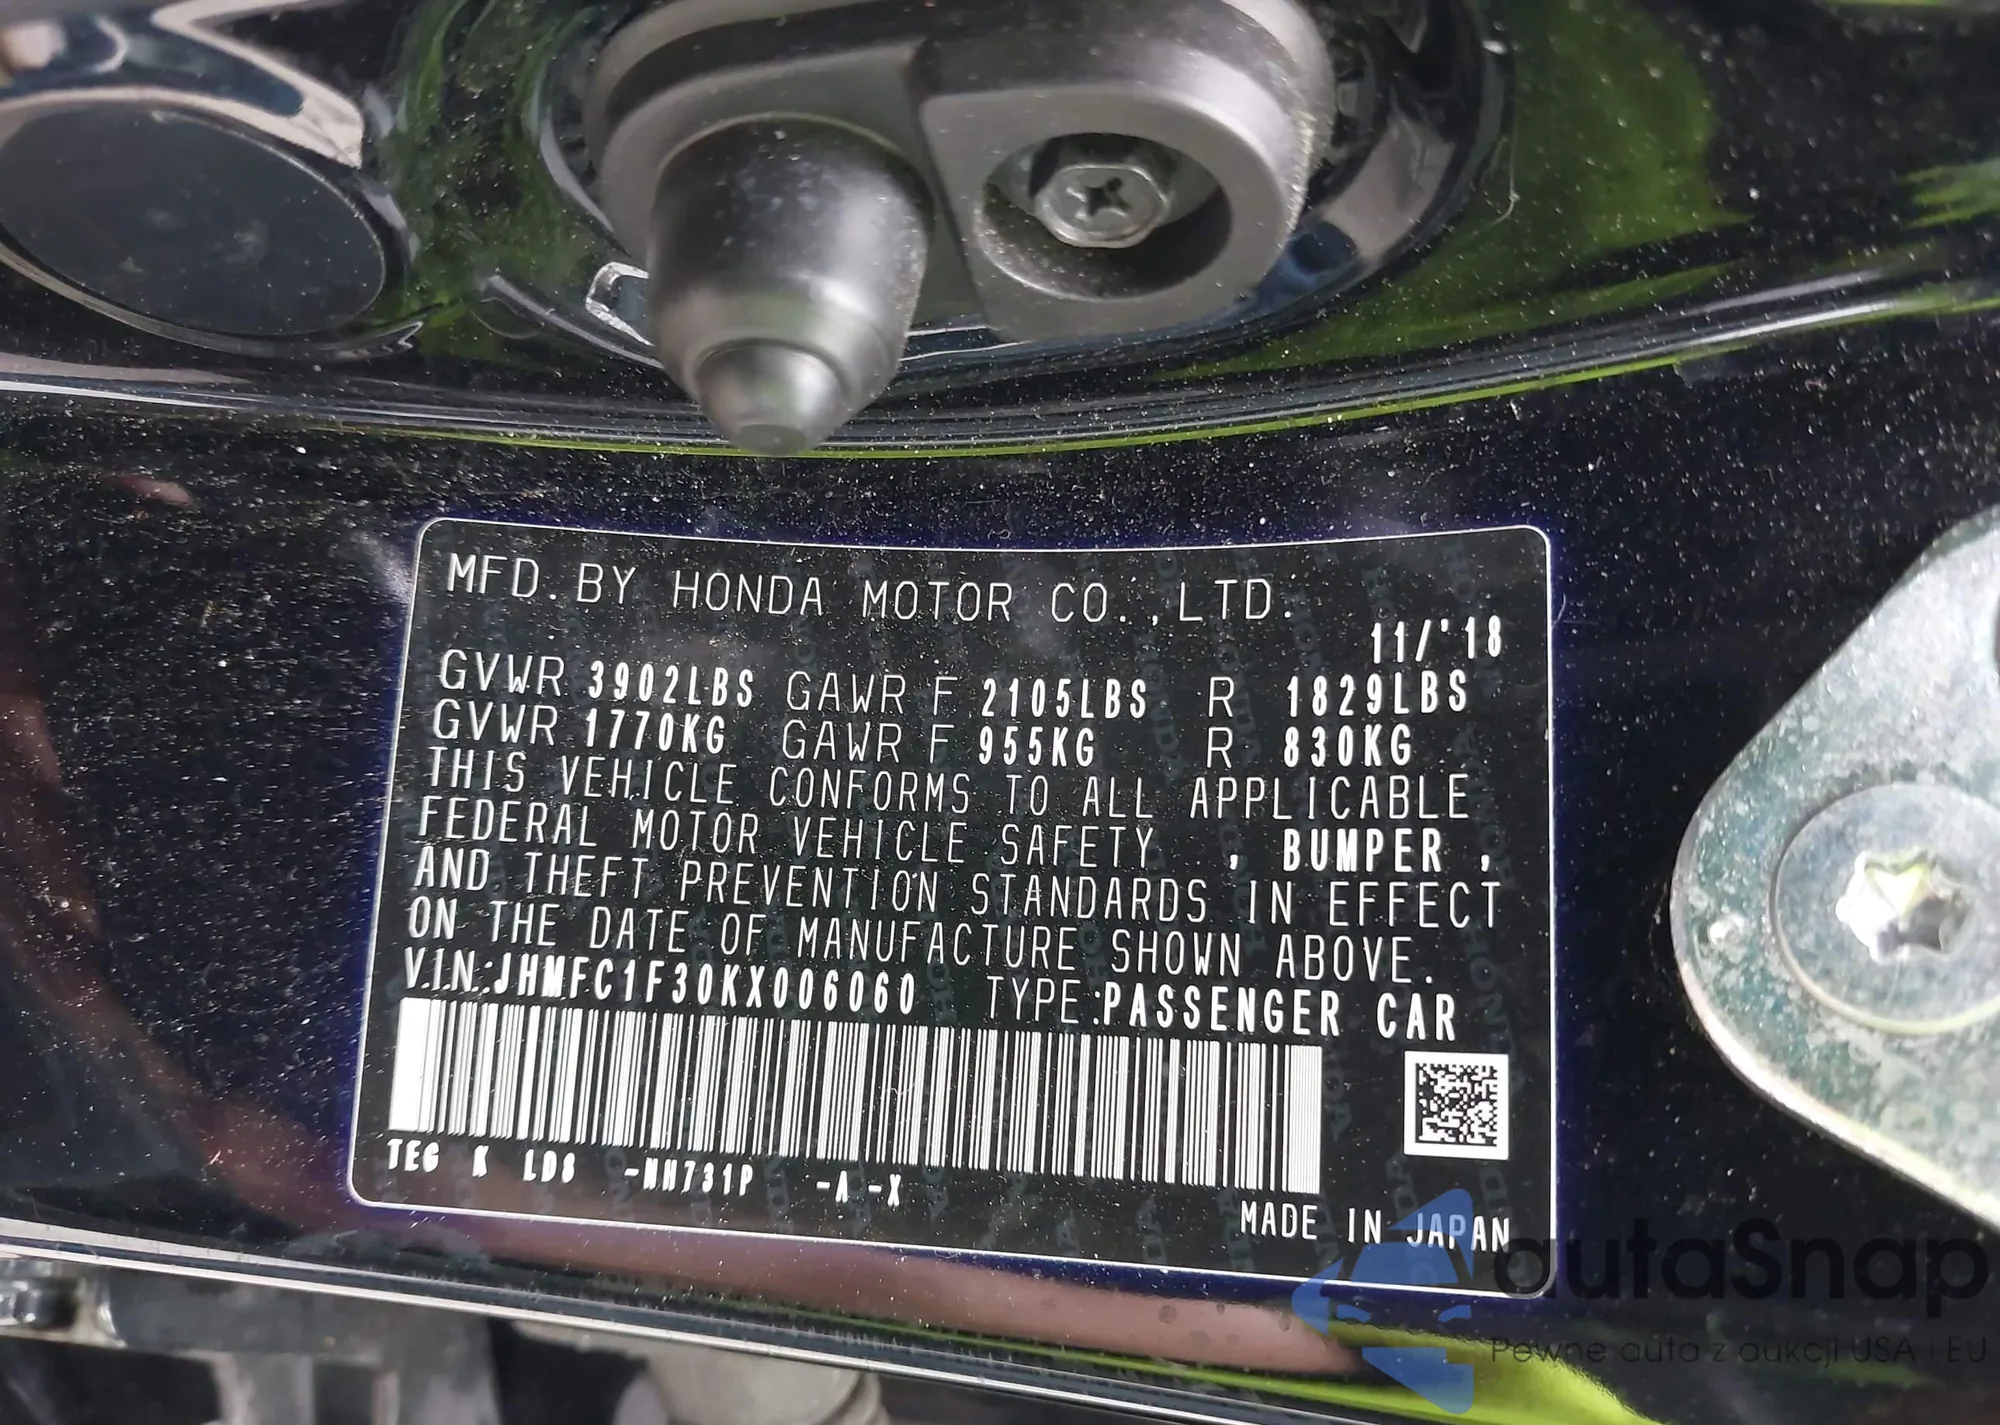 MFD. BY HONDA MOTOR CO., LTD.
11/'18
GVWR 3902LBS GAWR F 2105LBS R 1829LBS
GVWR 1770KG GAWR F 955KG R 830KG
THIS VEHICLE CONFORMS TO ALL APPLICABLE
FEDERAL MOTOR VEHICLE SAFETY , BUMPER ,
AND THEFT PREVENTION STANDARDS IN EFFECT
ON THE DATE OF MANUFACTURE SHOWN ABOVE.
V.I.N.:JHMFC1F30KX006060 TYPE:PASSENGER CAR
TEG K LD8 -NH731P -A -X
MADE IN JAPAN
autaSnap
Pewne auta z aukcji USA i EU